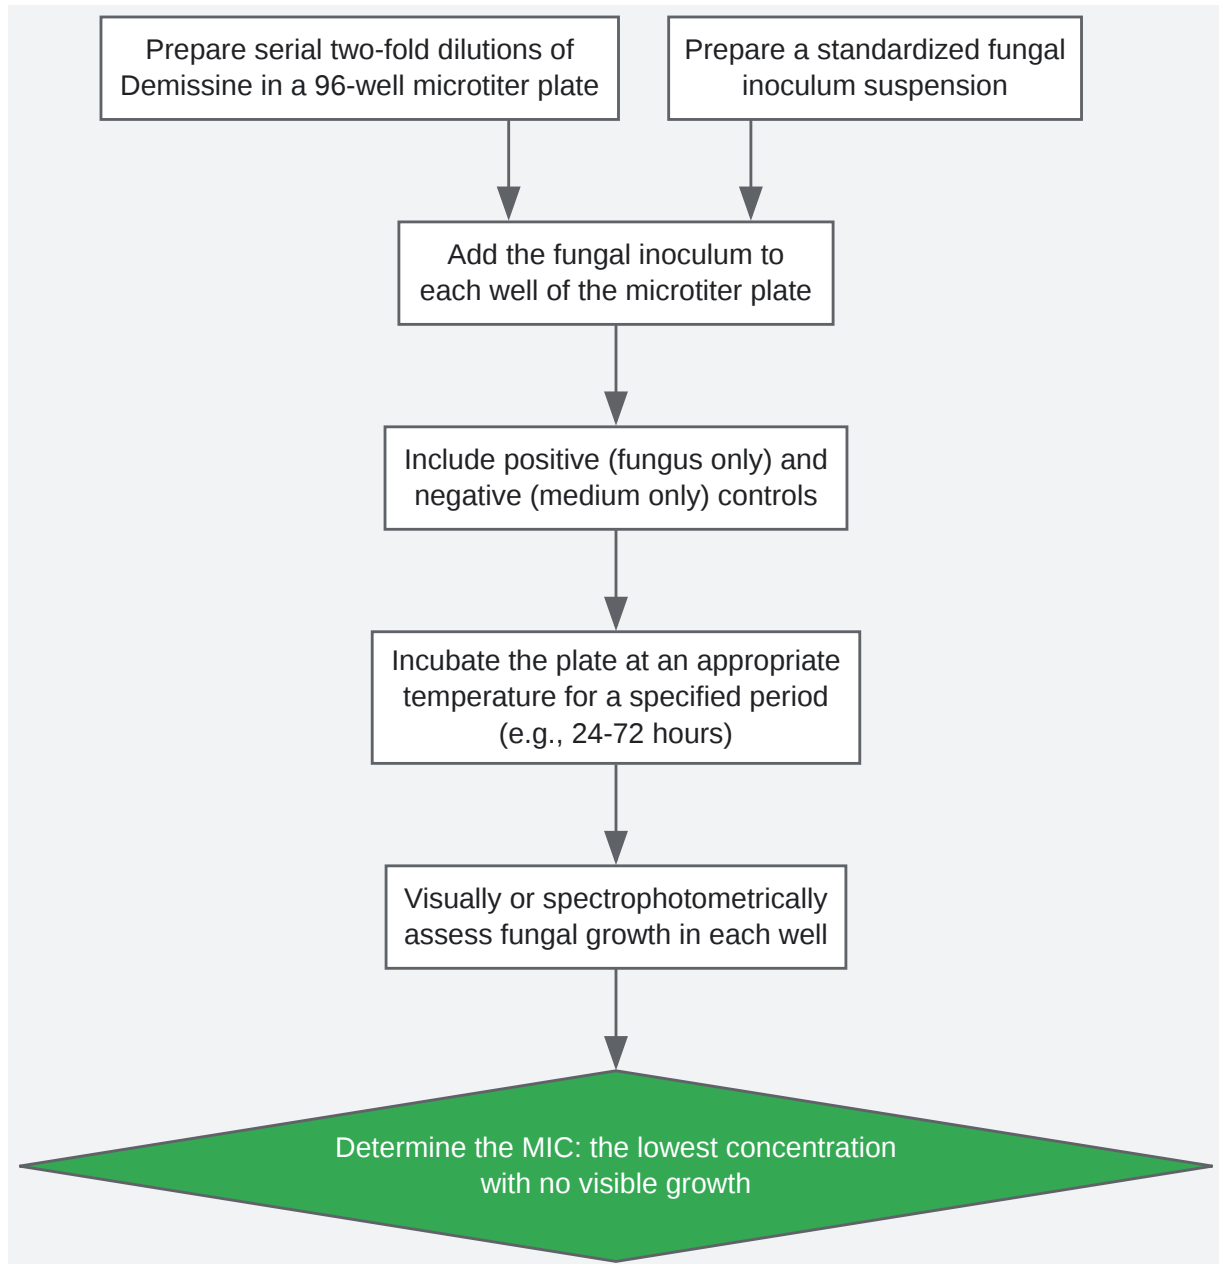 Prepare serial two-fold dilutions of
Demissine in a 96-well microtiter plate
Prepare a standardized fungal
inoculum suspension
Add the fungal inoculum to
each well of the microtiter plate
Include positive (fungus only) and
negative (medium only) controls
Incubate the plate at an appropriate
temperature for a specified period
(e.g., 24-72 hours)
Visually or spectrophotometrically
assess fungal growth in each well
Determine the MIC: the lowest concentration
with no visible growth